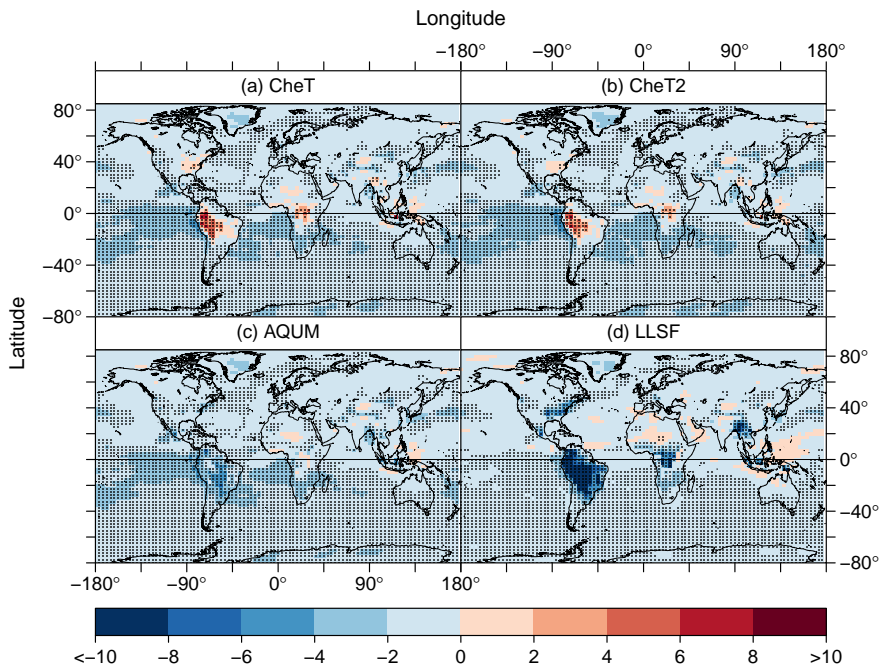 Longitude
−180° −90° 0° 90° 180°
(a) CheT
(b) CheT2
80°
40°
0°
−40°
−80°
Latitude
(c) AQUM
(d) LLSF
80°
40°
0°
−40°
−80°
−180° −90° 0° 90° 180°
<−10 −8 −6 −4 −2 0 2 4 6 8 >10